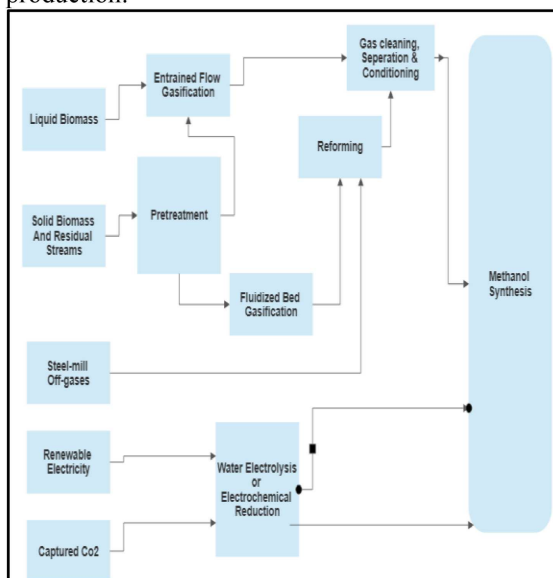 production.
Gas cleaning,
Seperation &
Conditioning
Entrained Flow
Gasification
Liquid Biomass
Reforming
Solid Biomass
And Residual
Streams
Pretreatment
Methanol
Synthesis
Fluidized Bed
Gasification
Steel-mill
Off-gases
Renewable
Electricity
Water Electrolysis
or
Electrochemical
Reduction
Captured Co2